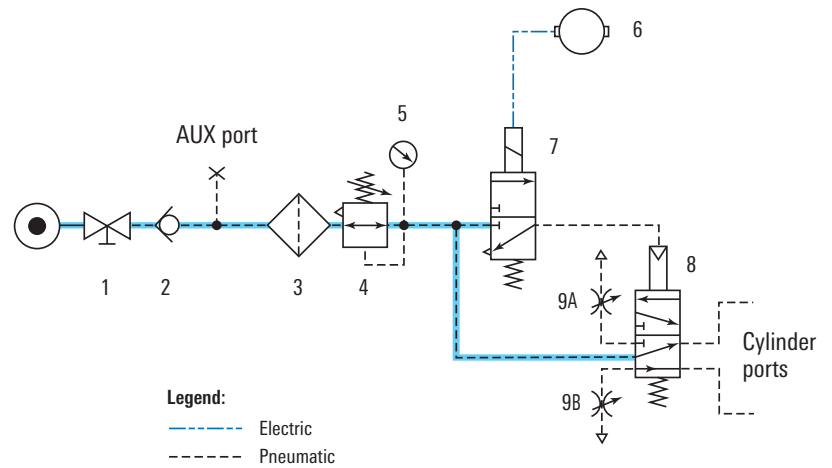 6
5
AUX port
7
8
1
2
3
4
9A
Cylinder
ports
9B
Legend:
Electric
Pneumatic